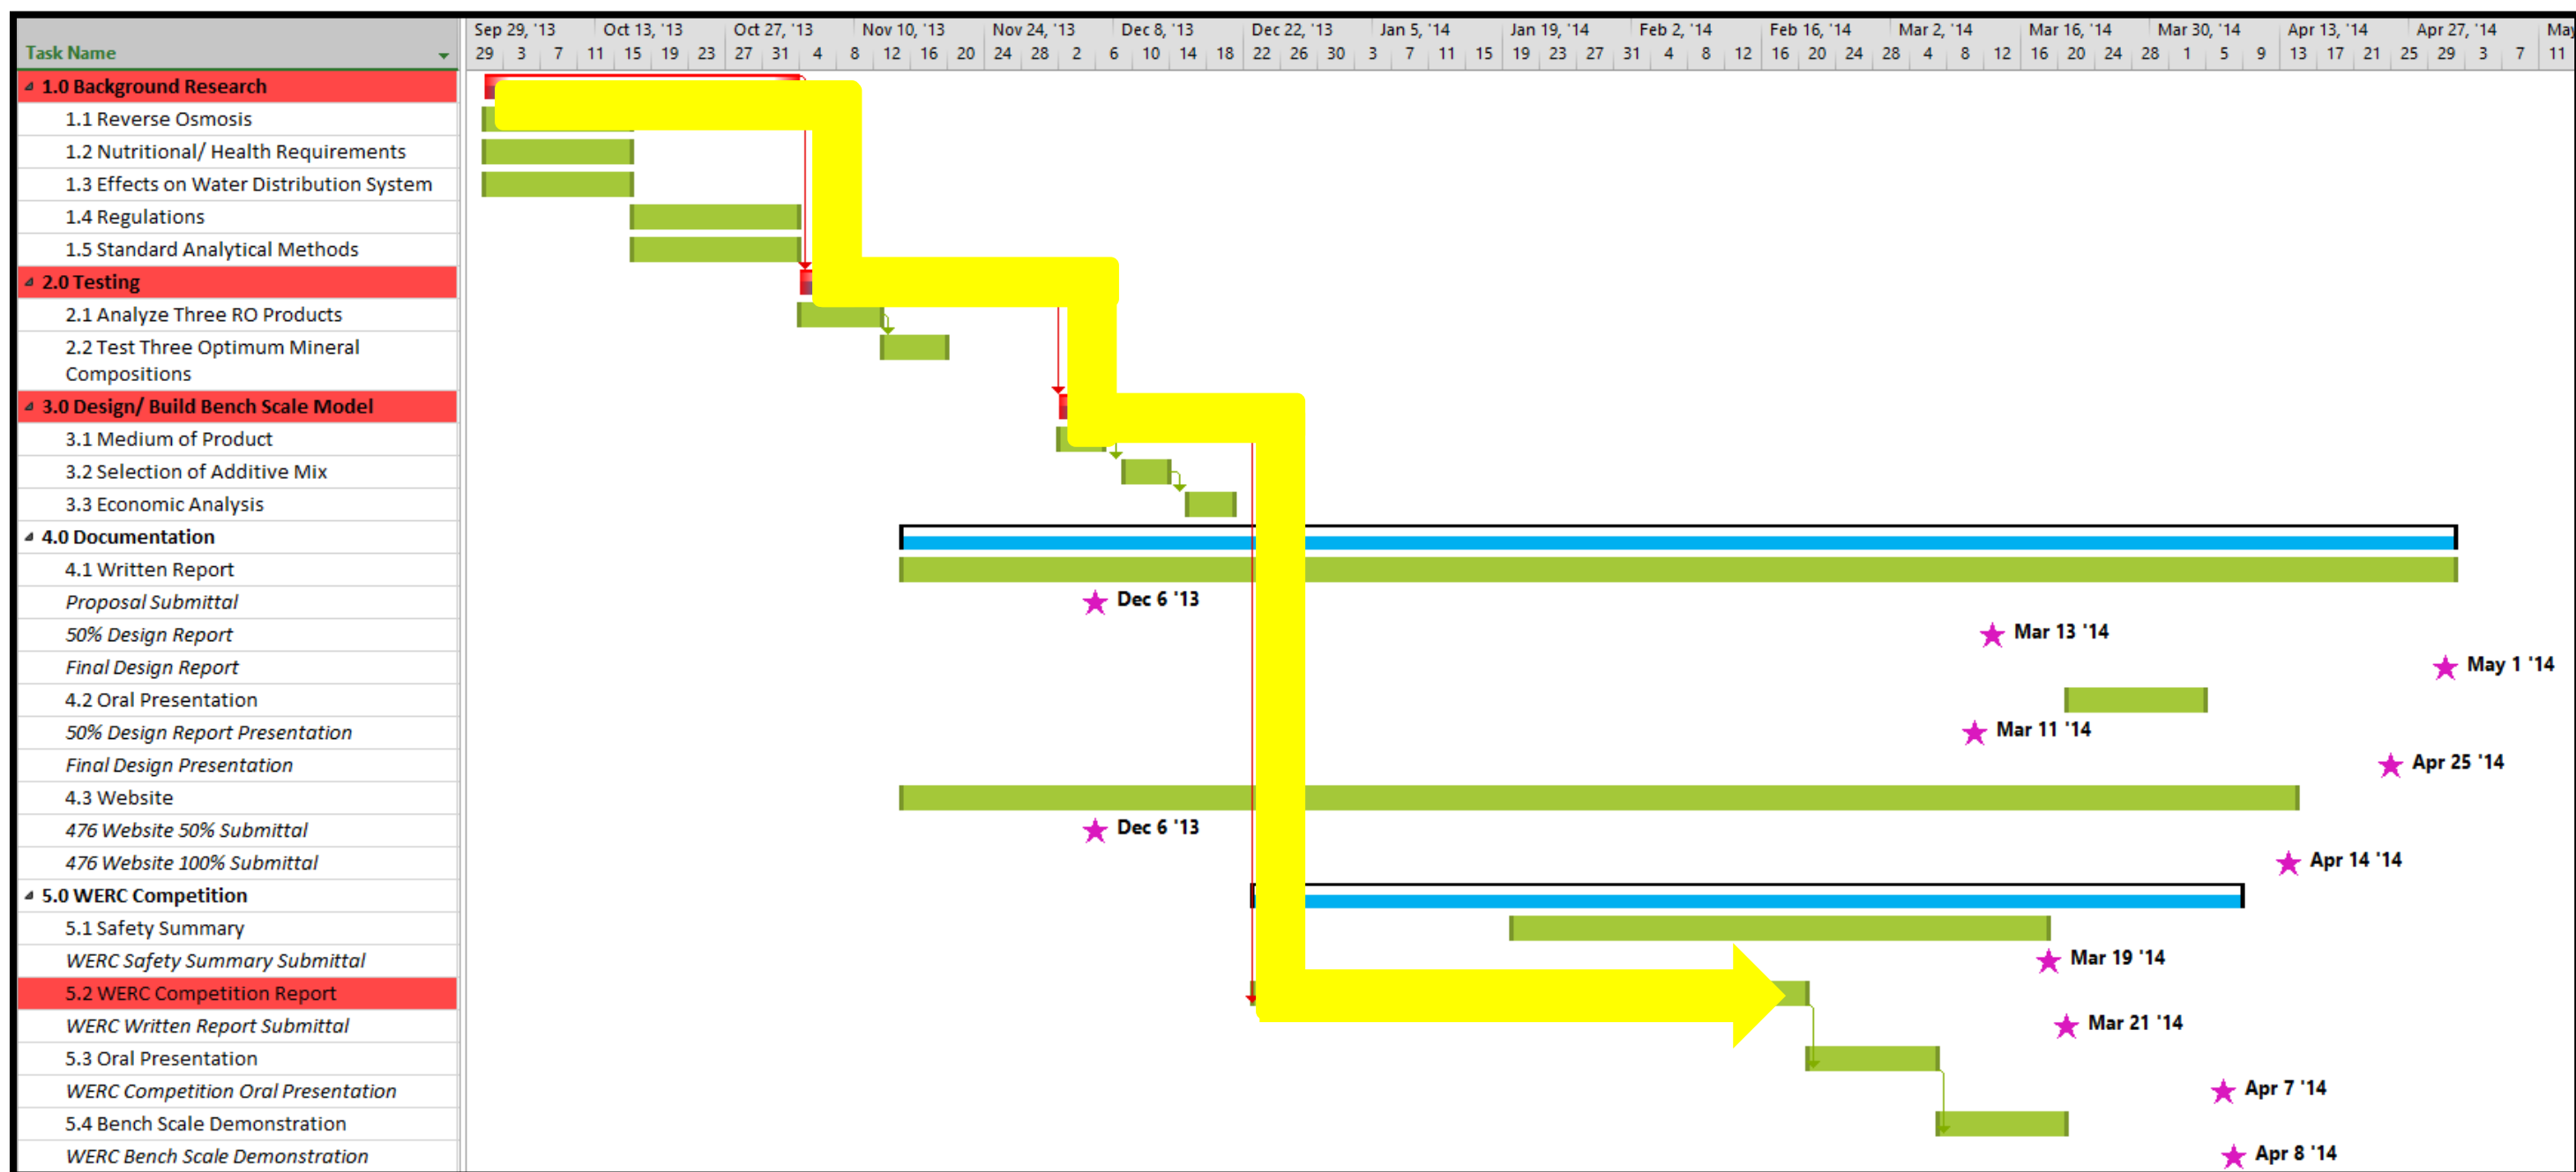 Sep 29, '13 Oct 13, '13 Oct 27, '13 Nov 10, '13 Nov 24, '13 Dec 8, '13 Dec 22, '13 Jan 5, '14 Jan 19, '14 Feb 2, '14 Feb 16, '14 Mar 2, '14 Mar 16, '14 Mar 30, '14 Apr 13, '14 Apr 27, '14 May
Task Name 29 3 7 11 15 19 23 27 31 4 8 12 16 20 24 28 2 6 10 14 18 22 26 30 3 7 11 15 19 23 27 31 4 8 12 16 20 24 28 4 8 12 16 20 24 28 1 5 9 13 17 21 25 29 3 7 11
1.0 Background Research
1.1 Reverse Osmosis
1.2 Nutritional/ Health Requirements
1.3 Effects on Water Distribution System
1.4 Regulations
1.5 Standard Analytical Methods
2.0 Testing
2.1 Analyze Three RO Products
2.2 Test Three Optimum Mineral
Compositions
3.0 Design/ Build Bench Scale Model
3.1 Medium of Product
3.2 Selection of Additive Mix
3.3 Economic Analysis
4.0 Documentation
4.1 Written Report
Proposal Submittal Dec 6 '13
50% Design Report Mar 13 '14
Final Design Report May 1 '14
4.2 Oral Presentation
50% Design Report Presentation Mar 11 '14
Final Design Presentation Apr 25 '14
4.3 Website
476 Website 50% Submittal Dec 6 '13
476 Website 100% Submittal Apr 14 '14
5.0 WERC Competition
5.1 Safety Summary
WERC Safety Summary Submittal Mar 19 '14
5.2 WERC Competition Report
WERC Written Report Submittal Mar 21 '14
5.3 Oral Presentation
WERC Competition Oral Presentation Apr 7 '14
5.4 Bench Scale Demonstration
WERC Bench Scale Demonstration Apr 8 '14